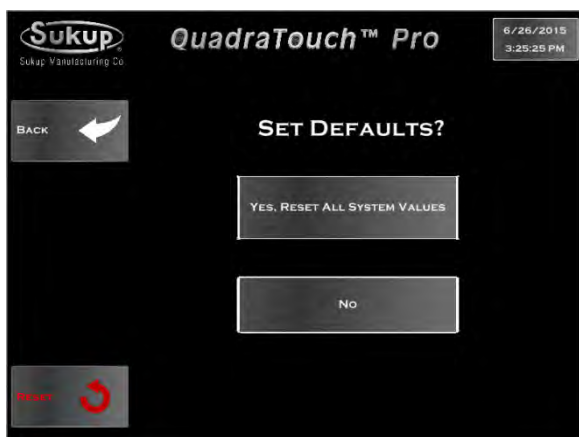 Sukup
Sukup Manufacturing Co
QuadraTouch™ Pro
6/26/2015
3:25:25 PM
BACK
SET DEFAULTS?
YES, RESET ALL SYSTEM VALUES
NO
RESET